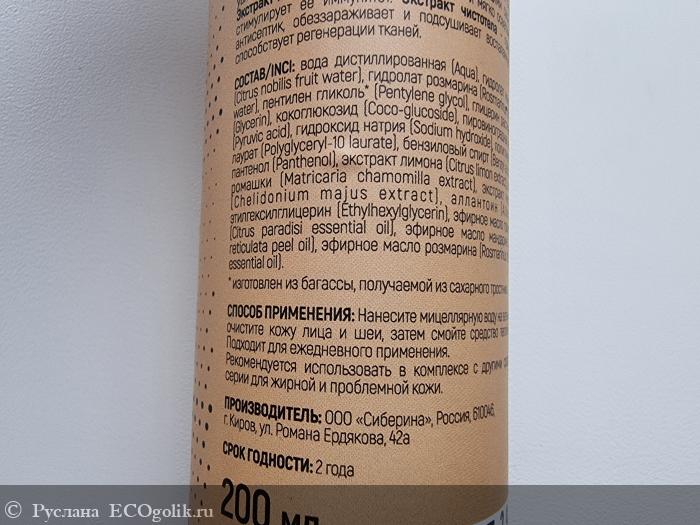 Экстракт
стимулирует её иммунитет. Экстракт чистотела
антисептик, обеззараживает и подсушивает
способствует регенерации тканей.
СОСТАВ/INCI: вода дистиллированная (Aqua),
(Citrus nobilis fruit water), гидролат розмарина
water), пентилен гликоль* (Pentylene glycol),
(Glycerin), кокоглюкозид (Coco-glucoside),
(Pyruvic acid), гидроксид натрия (Sodium hydroxide),
лаурат (Polyglyceryl-10 laurate), бензиловый спирт
пантенол (Panthenol), экстракт лимона (Citrus limon
ромашки (Matricaria chamomilla extract),
(Chelidonium majus extract), аллантоин
этилгексилглицерин (Ethylhexylglycerin), эфирное масло
(Citrus paradisi essential oil), эфирное масло
reticulata peel oil), эфирное масло розмарина
essential oil).
*изготовлен из багассы, получаемой из сахарного
СПОСОБ ПРИМЕНЕНИЯ: Нанесите мицеллярную воду на
очистите кожу лица и шеи, затем смойте средство
Подходит для ежедневного применения.
Рекомендуется использовать в комплексе с другими
серии для жирной и проблемной кожи.
ПРОИЗВОДИТЕЛЬ: ООО «Сиберина», Россия, 610046,
г. Киров, ул. Романа Ердякова, 42а
СРОК ГОДНОСТИ: 2 года
200 мл
© Руслана ECOgolik.ru